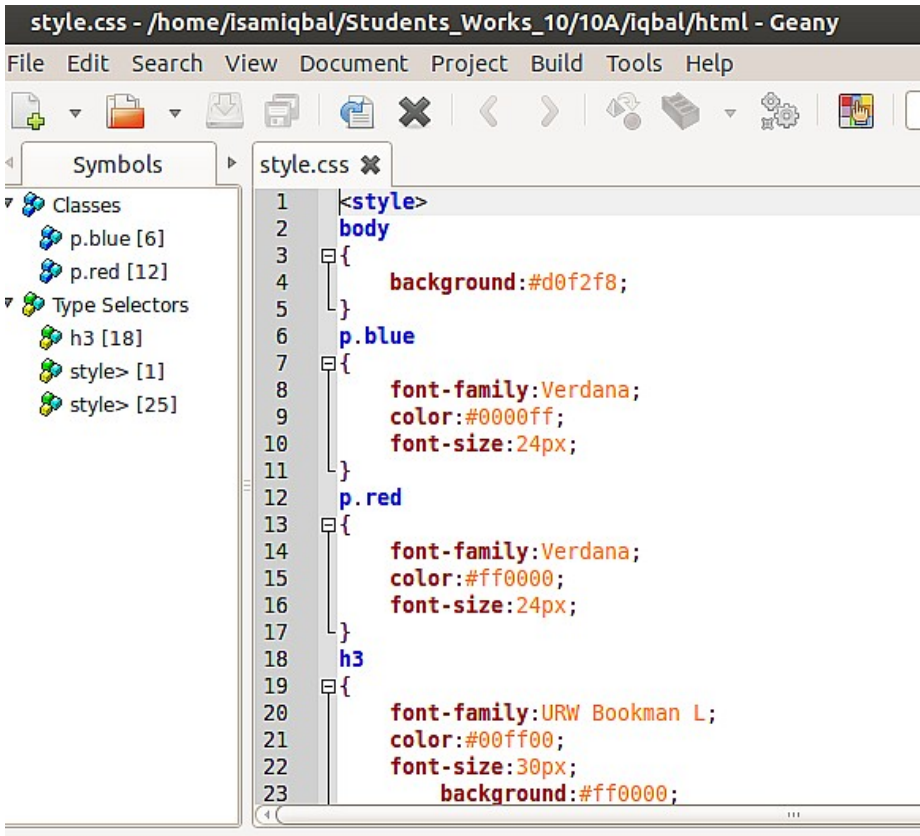 style.css - /home/isamiqbal/Students_Works_10/10A/iqbal/html - Geany
File Edit Search View Document Project Build Tools Help
Symbols
style.css
Classes
p.blue [6]
p.red [12]
Type Selectors
h3 [18]
style> [1]
style> [25]
1 <style>
2 body
3 {
4 background:#d0f2f8;
5 }
6 p.blue
7 {
8 font-family:Verdana;
9 color:#0000ff;
10 font-size:24px;
11 }
12 p.red
13 {
14 font-family:Verdana;
15 color:#ff0000;
16 font-size:24px;
17 }
18 h3
19 {
20 font-family:URW Bookman L;
21 color:#00ff00;
22 font-size:30px;
23 background:#ff0000;